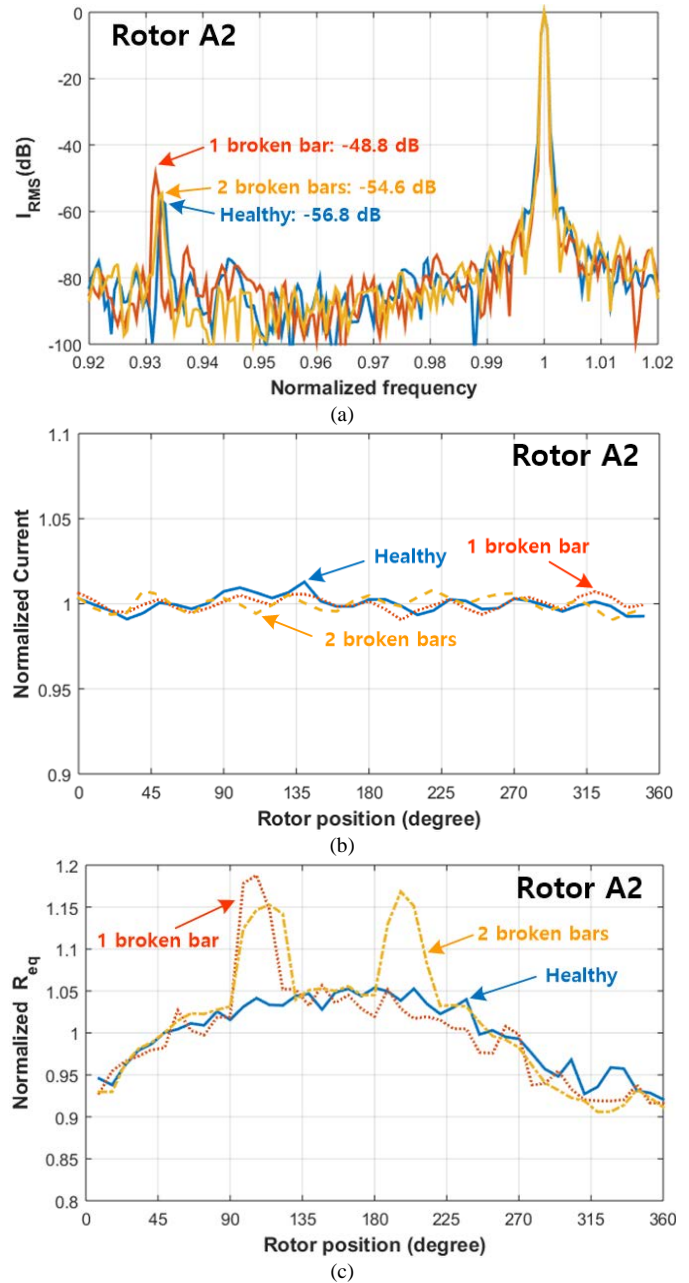 Rotor A2
0
-20
-40
-60
-80
-100
I_RMS(dB)
1 broken bar: -48.8 dB
2 broken bars: -54.6 dB
Healthy: -56.8 dB
0.92 0.93 0.94 0.95 0.96 0.97 0.98 0.99 1 1.01 1.02
Normalized frequency
(a)
1.1
1.05
1
0.95
0.9
Normalized Current
Rotor A2
Healthy
1 broken bar
2 broken bars
0 45 90 135 180 225 270 315 360
Rotor position (degree)
(b)
1.2
1.15
1.1
1.05
1
0.95
0.9
0.85
0.8
Normalized R_eq
Rotor A2
1 broken bar
2 broken bars
Healthy
0 45 90 135 180 225 270 315 360
Rotor position (degree)
(c)